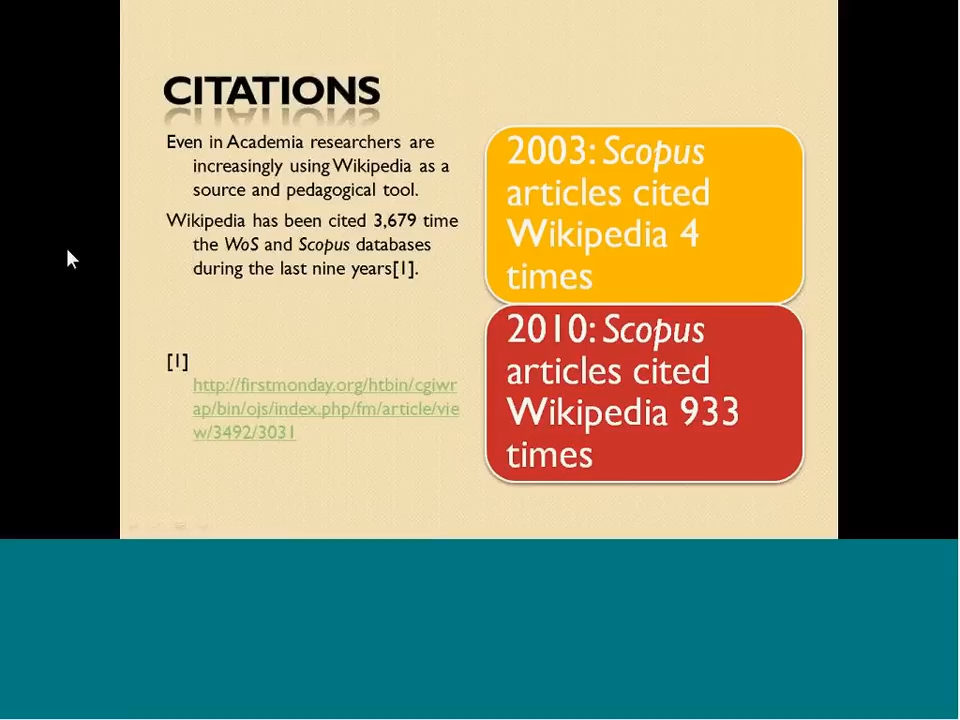 CITATIONS
Even in Academia researchers are
increasingly using Wikipedia as a
source and pedagogical tool.
Wikipedia has been cited 3,679 time
the WoS and Scopus databases
during the last nine years[1].
[1]
http://firstmonday.org/htbin/cgiwr
ap/bin/ojs/index.php/fm/article/vie
w/3492/3031
2003: Scopus
articles cited
Wikipedia 4
times
2010: Scopus
articles cited
Wikipedia 933
times